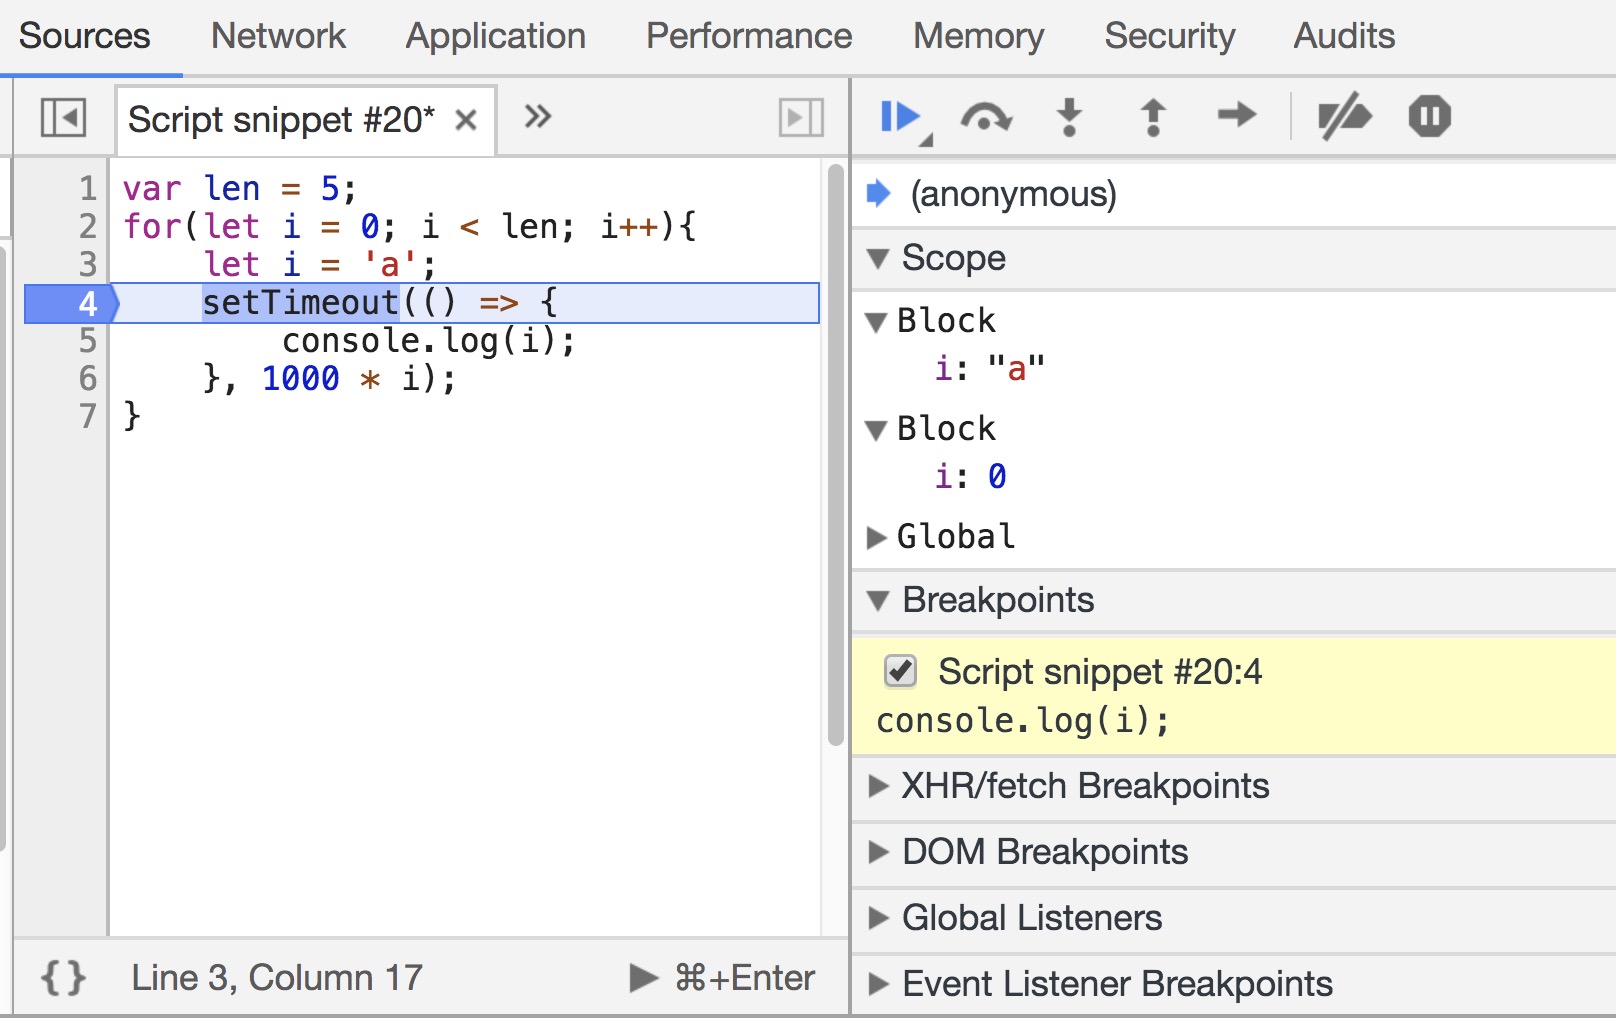 Sources Network Application Performance Memory Security Audits
Script snippet #20* × »
1 var len = 5;
2 for(let i = 0; i < len; i++){
3     let i = 'a';
4     setTimeout(() => {
5         console.log(i);
6     }, 1000 * i);
7 }
{} Line 3, Column 17 ⌘+Enter
(anonymous)
Scope
Block
i: "a"
Block
i: 0
Global
Breakpoints
Script snippet #20:4
console.log(i);
XHR/fetch Breakpoints
DOM Breakpoints
Global Listeners
Event Listener Breakpoints